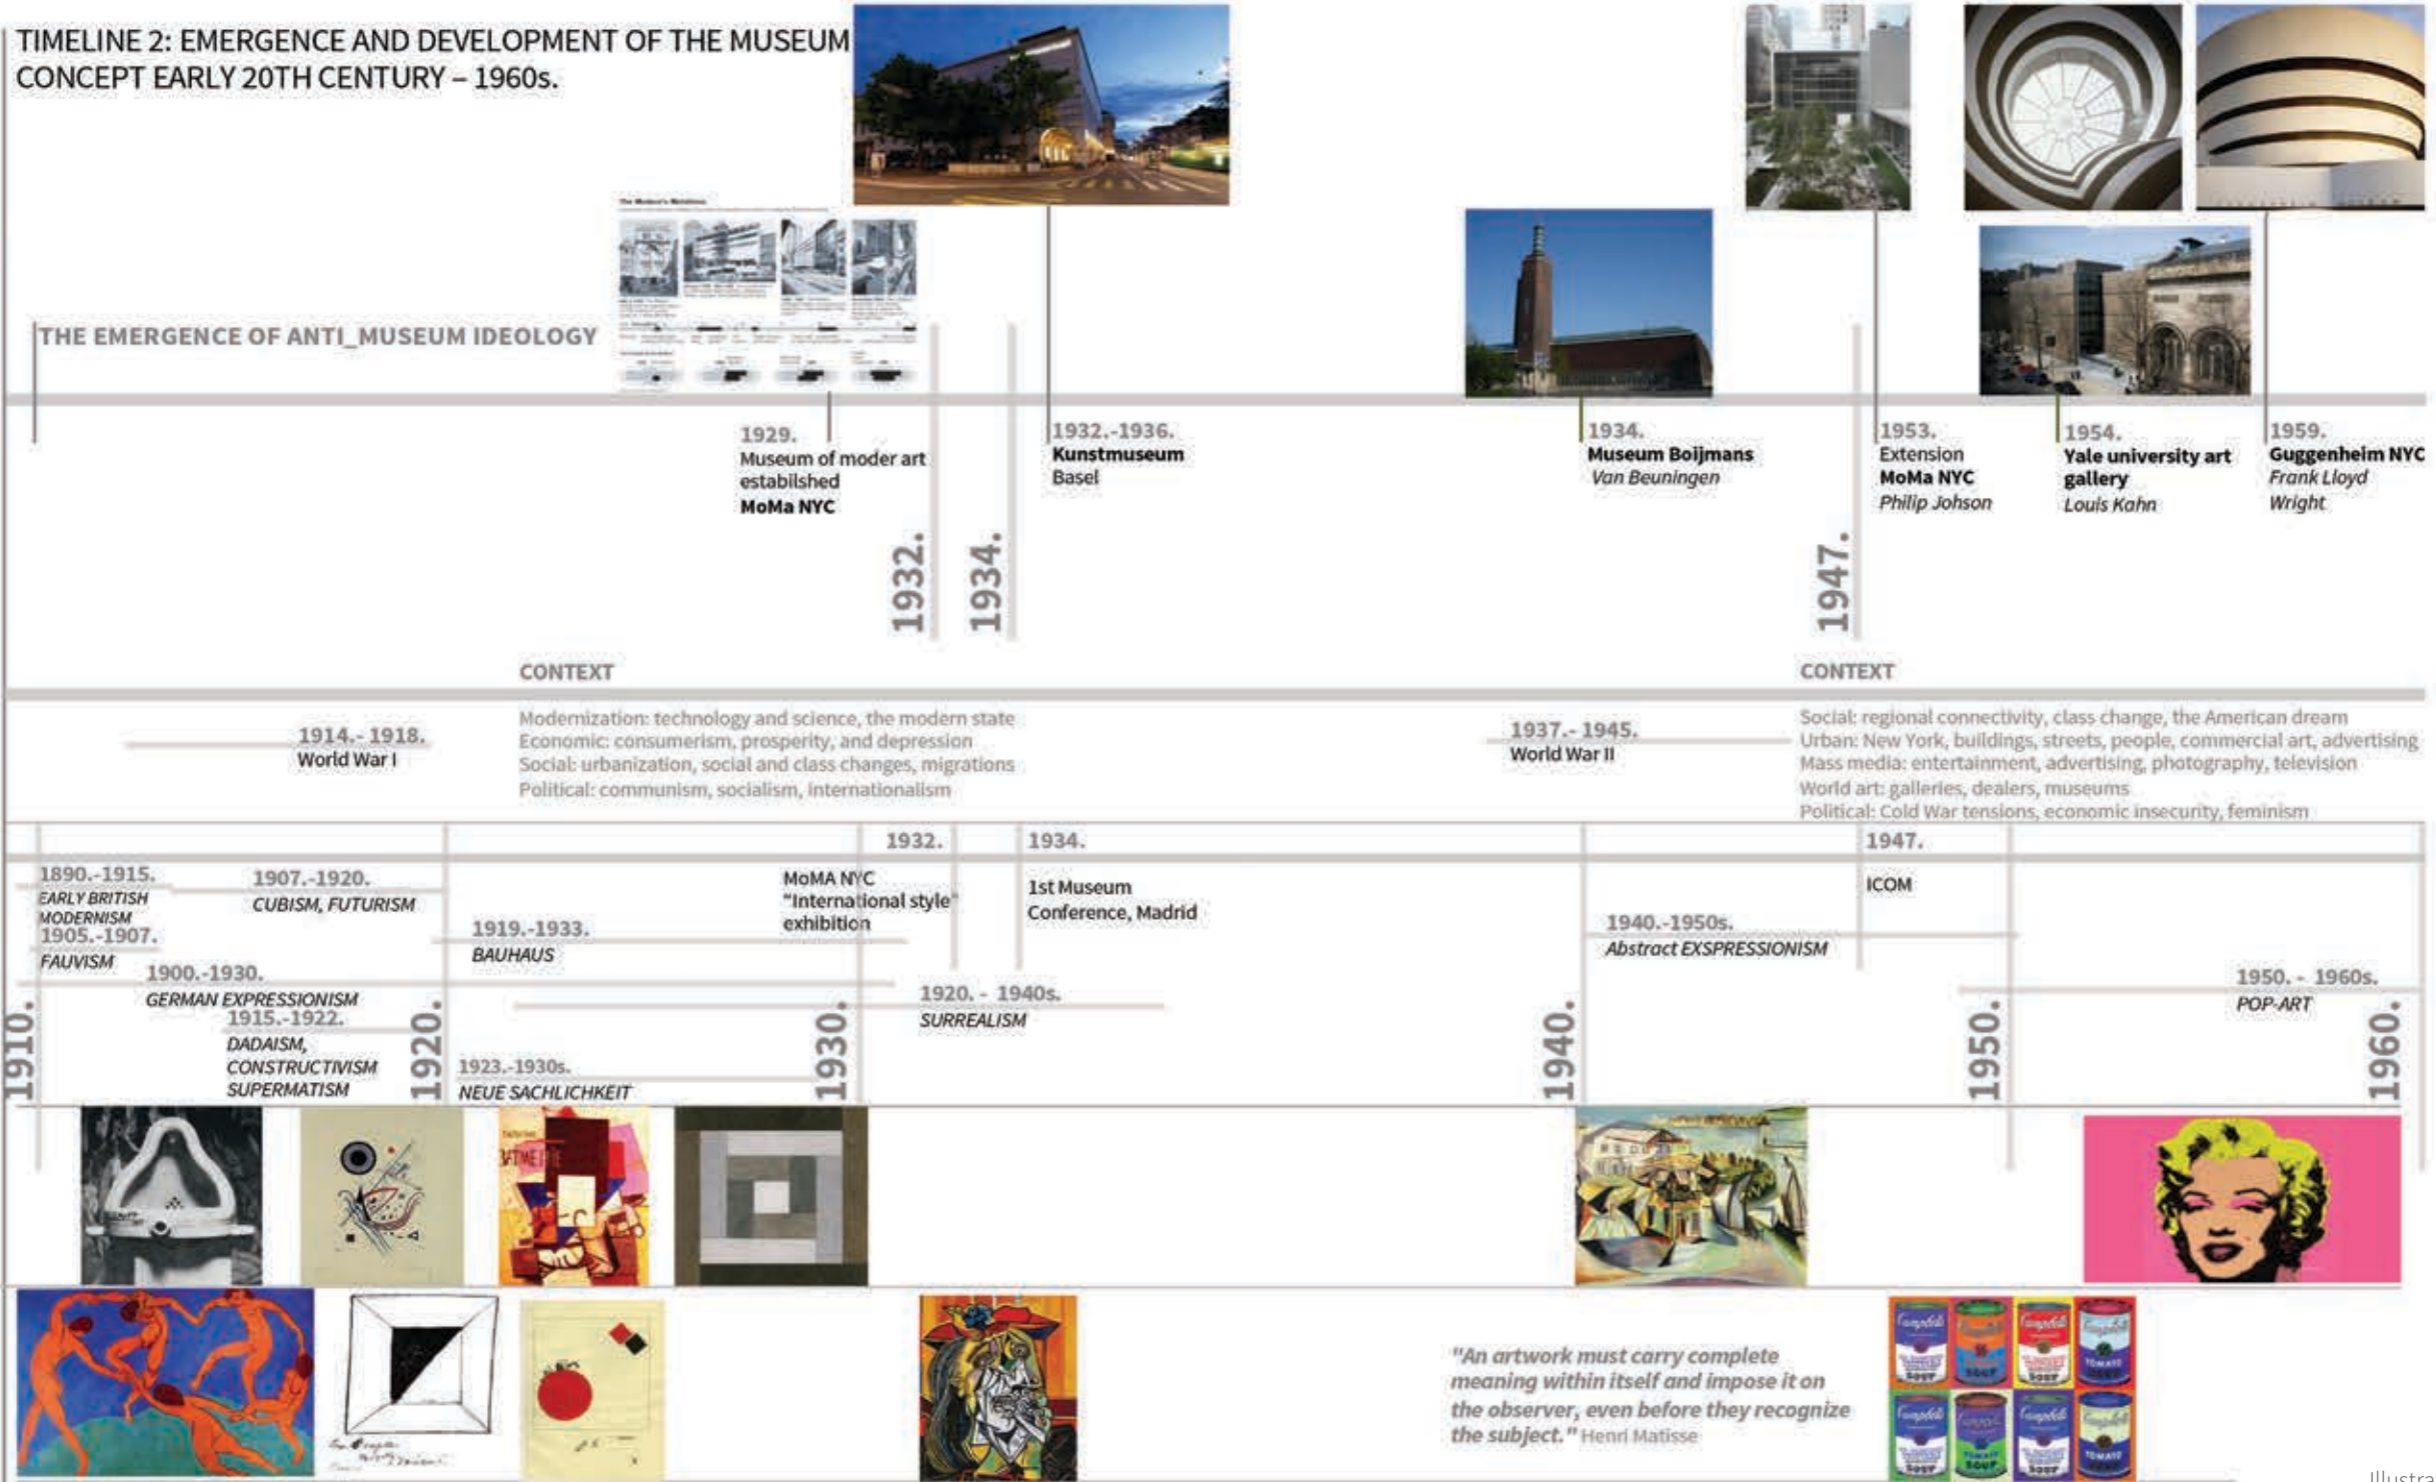 TIMELINE 2: EMERGENCE AND DEVELOPMENT OF THE MUSEUM
CONCEPT EARLY 20TH CENTURY – 1960s.
THE EMERGENCE OF ANTI_MUSEUM IDEOLOGY
1929.
Museum of moder art
estabilshed
MoMa NYC
1932.-1936.
Kunstmuseum
Basel
1934.
Museum Boijmans
Van Beuningen
1953.
Extension
MoMa NYC
Philip Johson
1954.
Yale university art
gallery
Louis Kahn
1959.
Guggenheim NYC
Frank Lloyd
Wright
1932.
1934.
1947.
CONTEXT
Modernization: technology and science, the modern state
Economic: consumerism, prosperity, and depression
Social: urbanization, social and class changes, migrations
Political: communism, socialism, internationalism
CONTEXT
Social: regional connectivity, class change, the American dream
Urban: New York, buildings, streets, people, commercial art, advertising
Mass media: entertainment, advertising, photography, television
World art: galleries, dealers, museums
Political: Cold War tensions, economic insecurity, feminism
1914.- 1918.
World War I
1937.- 1945.
World War II
1932.
MoMA NYC
"International style"
exhibition
1934.
1st Museum
Conference, Madrid
1947.
ICOM
1890.-1915.
EARLY BRITISH
MODERNISM
1905.-1907.
FAUVISM
1907.-1920.
CUBISM, FUTURISM
1919.-1933.
BAUHAUS
1900.-1930.
GERMAN EXPRESSIONISM
1915.-1922.
DADAISM,
CONSTRUCTIVISM
SUPERMATISM
1923.-1930s.
NEUE SACHLICHKEIT
1920. - 1940s.
SURREALISM
1940.-1950s.
Abstract EXSPRESSIONISM
1950. - 1960s.
POP-ART
1910.
1920.
1930.
1940.
1950.
1960.
"An artwork must carry complete
meaning within itself and impose it on
the observer, even before they recognize
the subject." Henri Matisse
Campbell's
TOMATO
SOUP